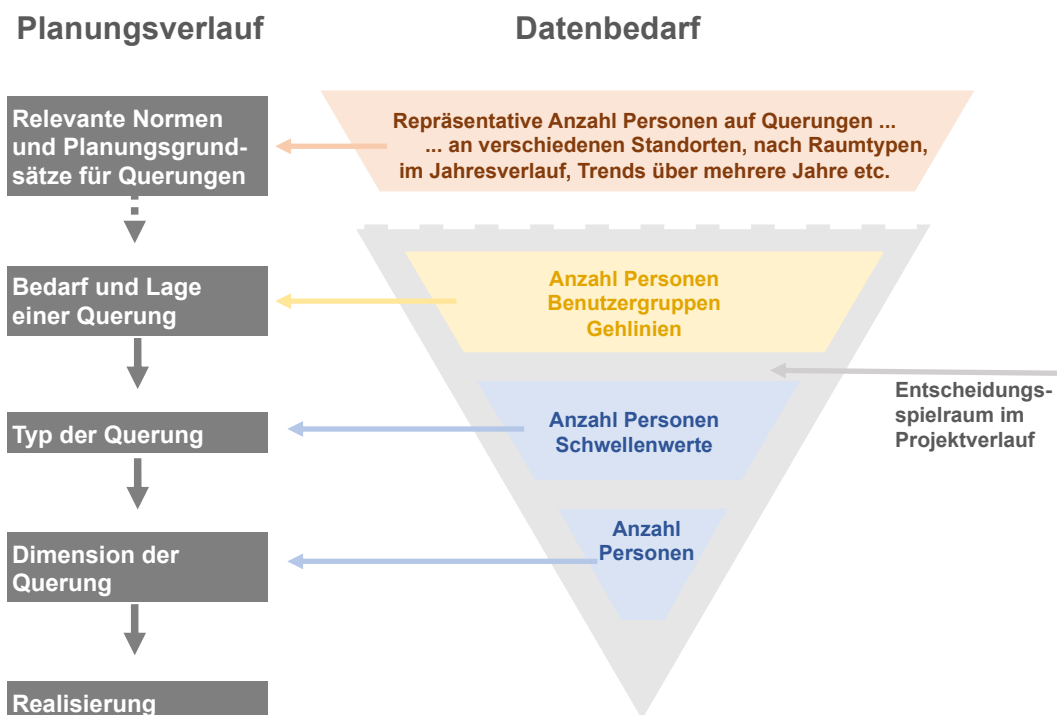 Planungsverlauf
Datenbedarf
Relevante Normen
und Planungsgrund-
sätze für Querungen
Repräsentative Anzahl Personen auf Querungen ...
... an verschiedenen Standorten, nach Raumtypen,
im Jahresverlauf, Trends über mehrere Jahre etc.
Bedarf und Lage
einer Querung
Anzahl Personen
Benutzergruppen
Gehlinien
Entscheidungs-
spielraum im
Projektverlauf
Typ der Querung
Anzahl Personen
Schwellenwerte
Dimension der
Querung
Anzahl
Personen
Realisierung